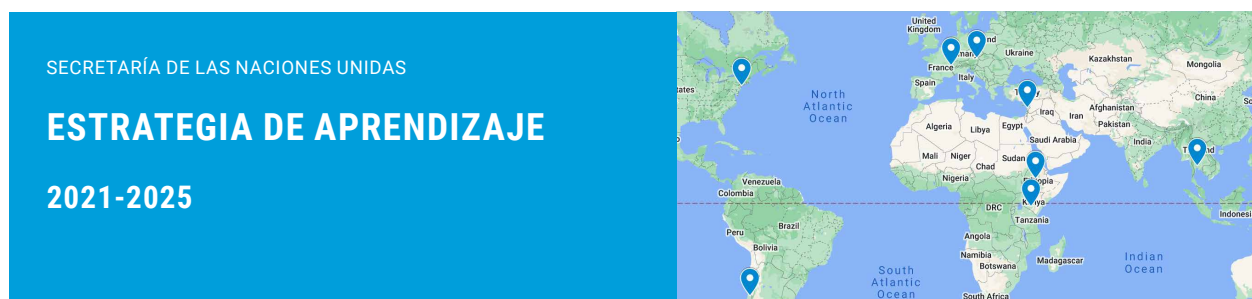 SECRETARÍA DE LAS NACIONES UNIDAS
ESTRATEGIA DE APRENDIZAJE
2021-2025
United
Kingdom
Ukraine
Kazakhstan
Mongolia
France
Italy
Spain
North
Atlantic
Ocean
China
Afghanistan
Iraq
Iran
Pakistan
Algeria
Libya
Egypt
Saudi Arabia
India
Mali
Niger
Chad
Sudan
Nigeria
Venezuela
Colombia
DRC
Tanzania
Peru
Brazil
Angola
Bolivia
Namibia
Botswana
Madagascar
Indian
Ocean
South
Atlantic
Ocean
South Africa